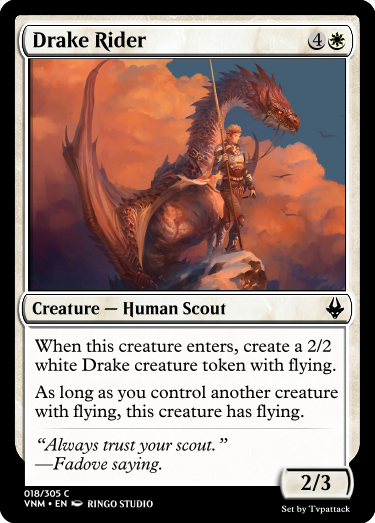 Drake Rider 4
Creature — Human Scout
When this creature enters, create a 2/2
white Drake creature token with flying.
As long as you control another creature
with flying, this creature has flying.
“Always trust your scout.”
—Fadove saying.
2/3
018/305 C
VNM • EN RINGO STUDIO
Set by Tvpattack